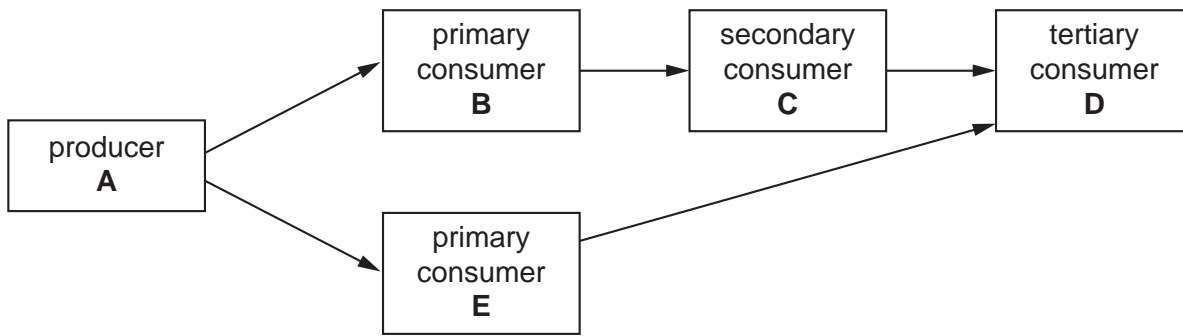 primary
consumer
B
secondary
consumer
C
tertiary
consumer
D
producer
A
primary
consumer
E